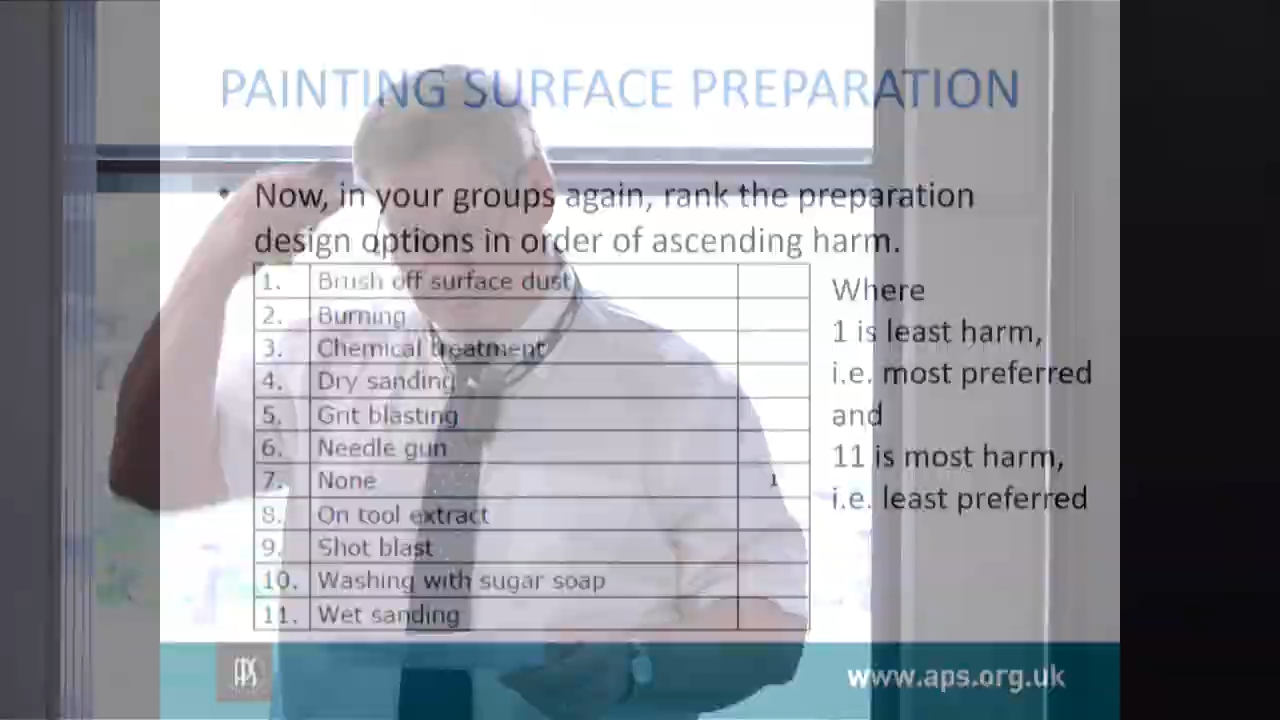 PAINTING SURFACE PREPARATION
• Now, in your groups again, rank the preparation
design options in order of ascending harm.
1. Brush off surface dust
2. Burning
3. Chemical treatment
4. Dry sanding
5. Grit blasting
6. Needle gun
7. None 1
8. On tool extract
9. Shot blast
10. Washing with sugar soap
11. Wet sanding
Where
1 is least harm,
i.e. most preferred
and
11 is most harm,
i.e. least preferred
APS
www.aps.org.uk